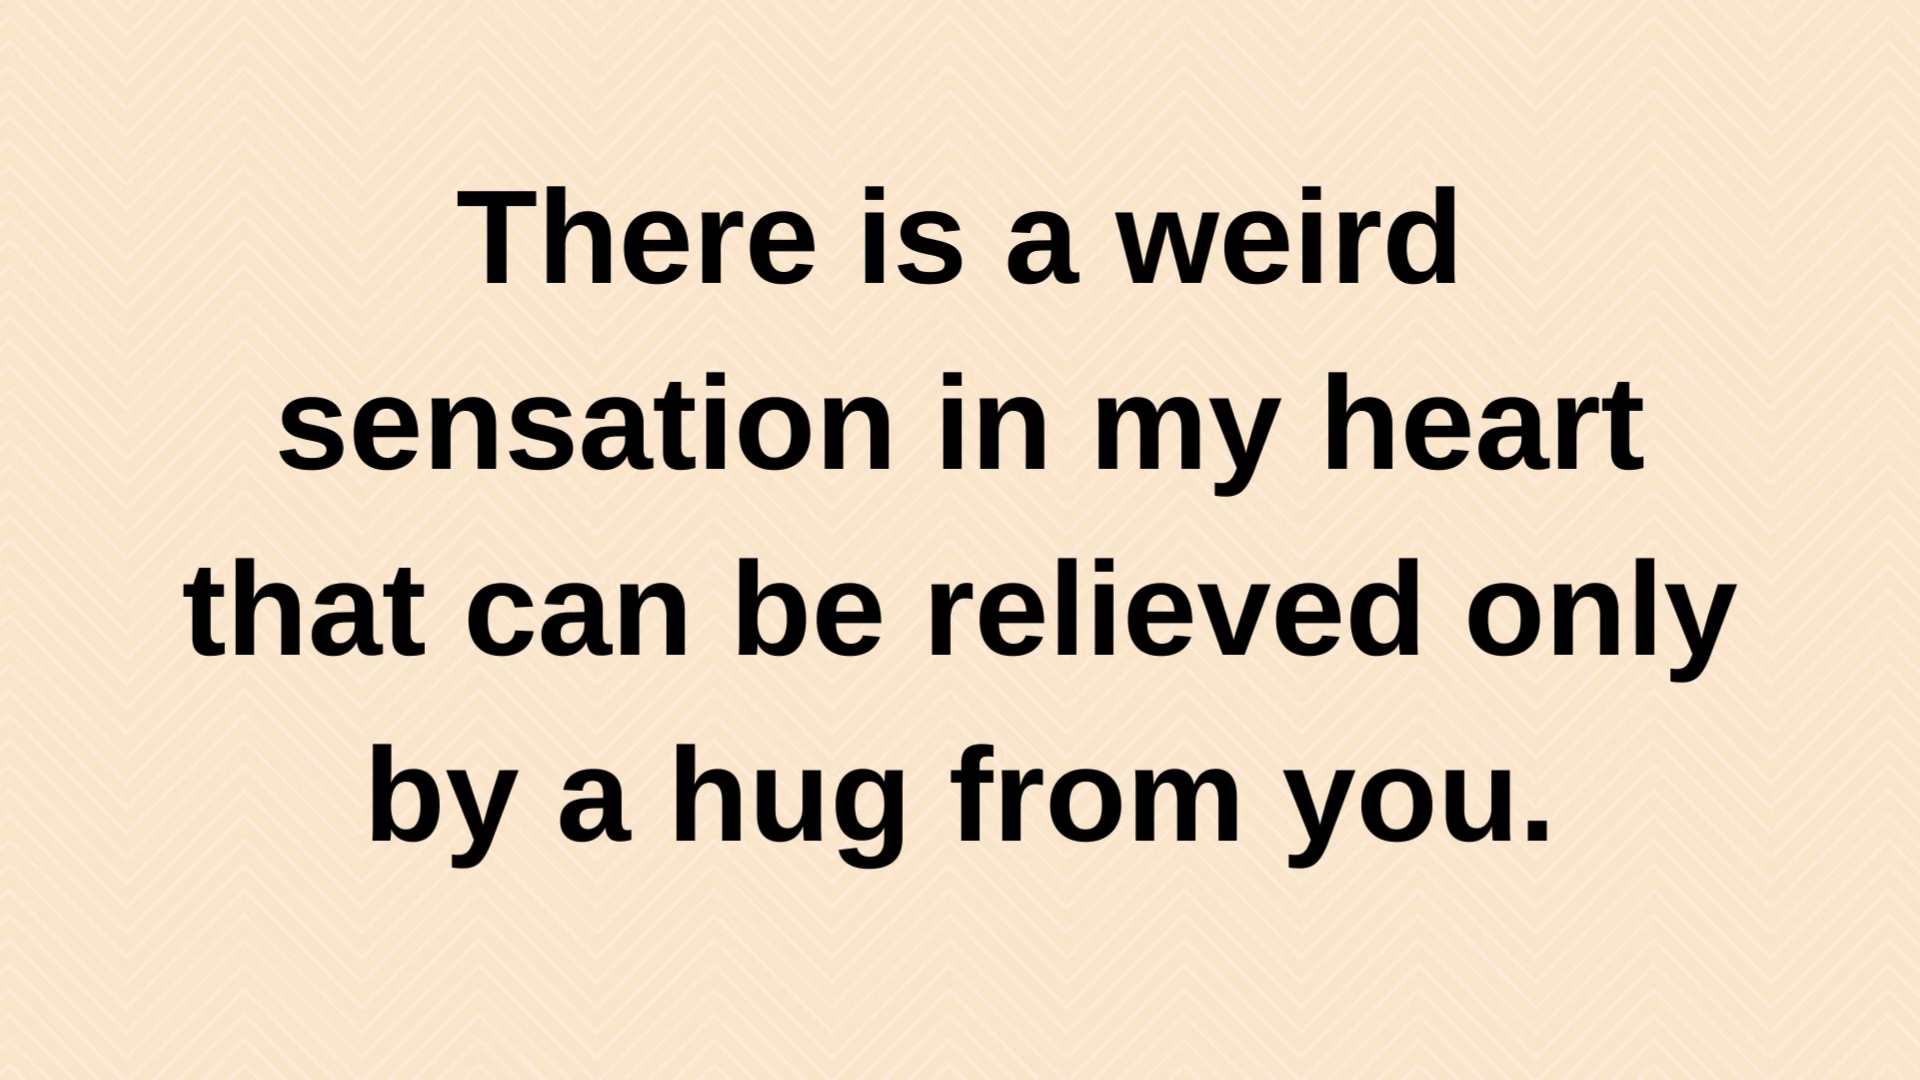 There is a weird
sensation in my heart
that can be relieved only
by a hug from you.